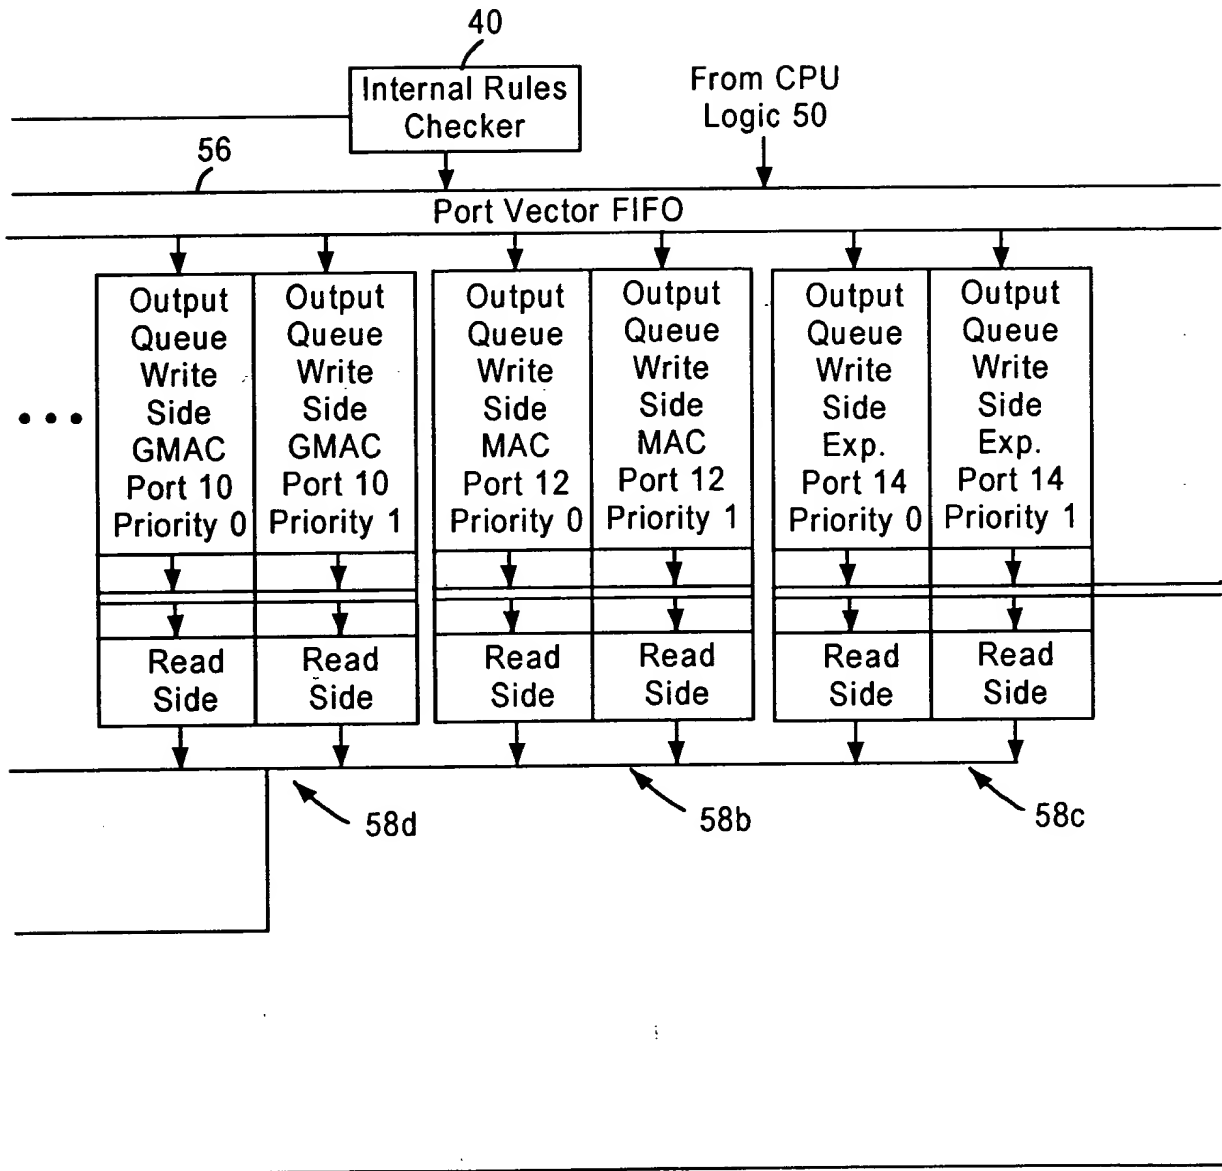 40
Internal Rules
Checker
From CPU
Logic 50
56
Port Vector FIFO
Output
Queue
Write
Side
GMAC
Port 10
Priority 0
Output
Queue
Write
Side
GMAC
Port 10
Priority 1
Output
Queue
Write
Side
MAC
Port 12
Priority 0
Output
Queue
Write
Side
MAC
Port 12
Priority 1
Output
Queue
Write
Side
Exp.
Port 14
Priority 0
Output
Queue
Write
Side
Exp.
Port 14
Priority 1
Read
Side
Read
Side
Read
Side
Read
Side
Read
Side
Read
Side
58d
58b
58c